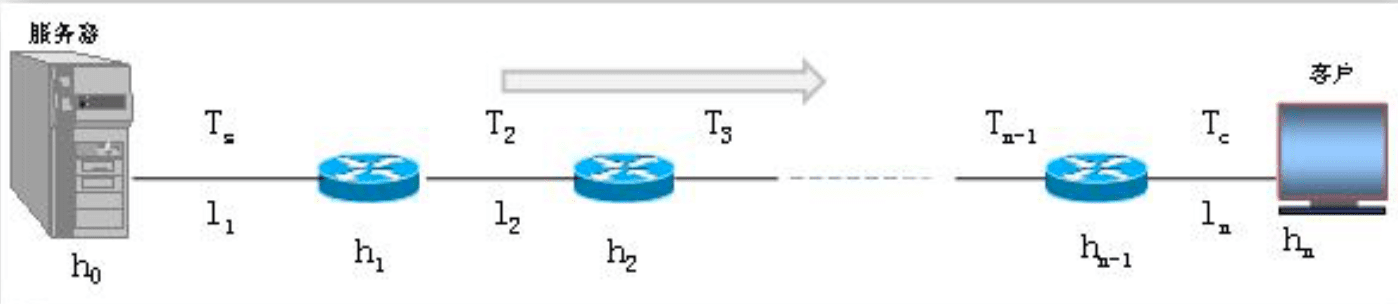 服务器
客户
T_s T_2 T_3 T_{n-1} T_c
l_1 l_2 l_n
h_0 h_1 h_2 h_{n-1} h_n